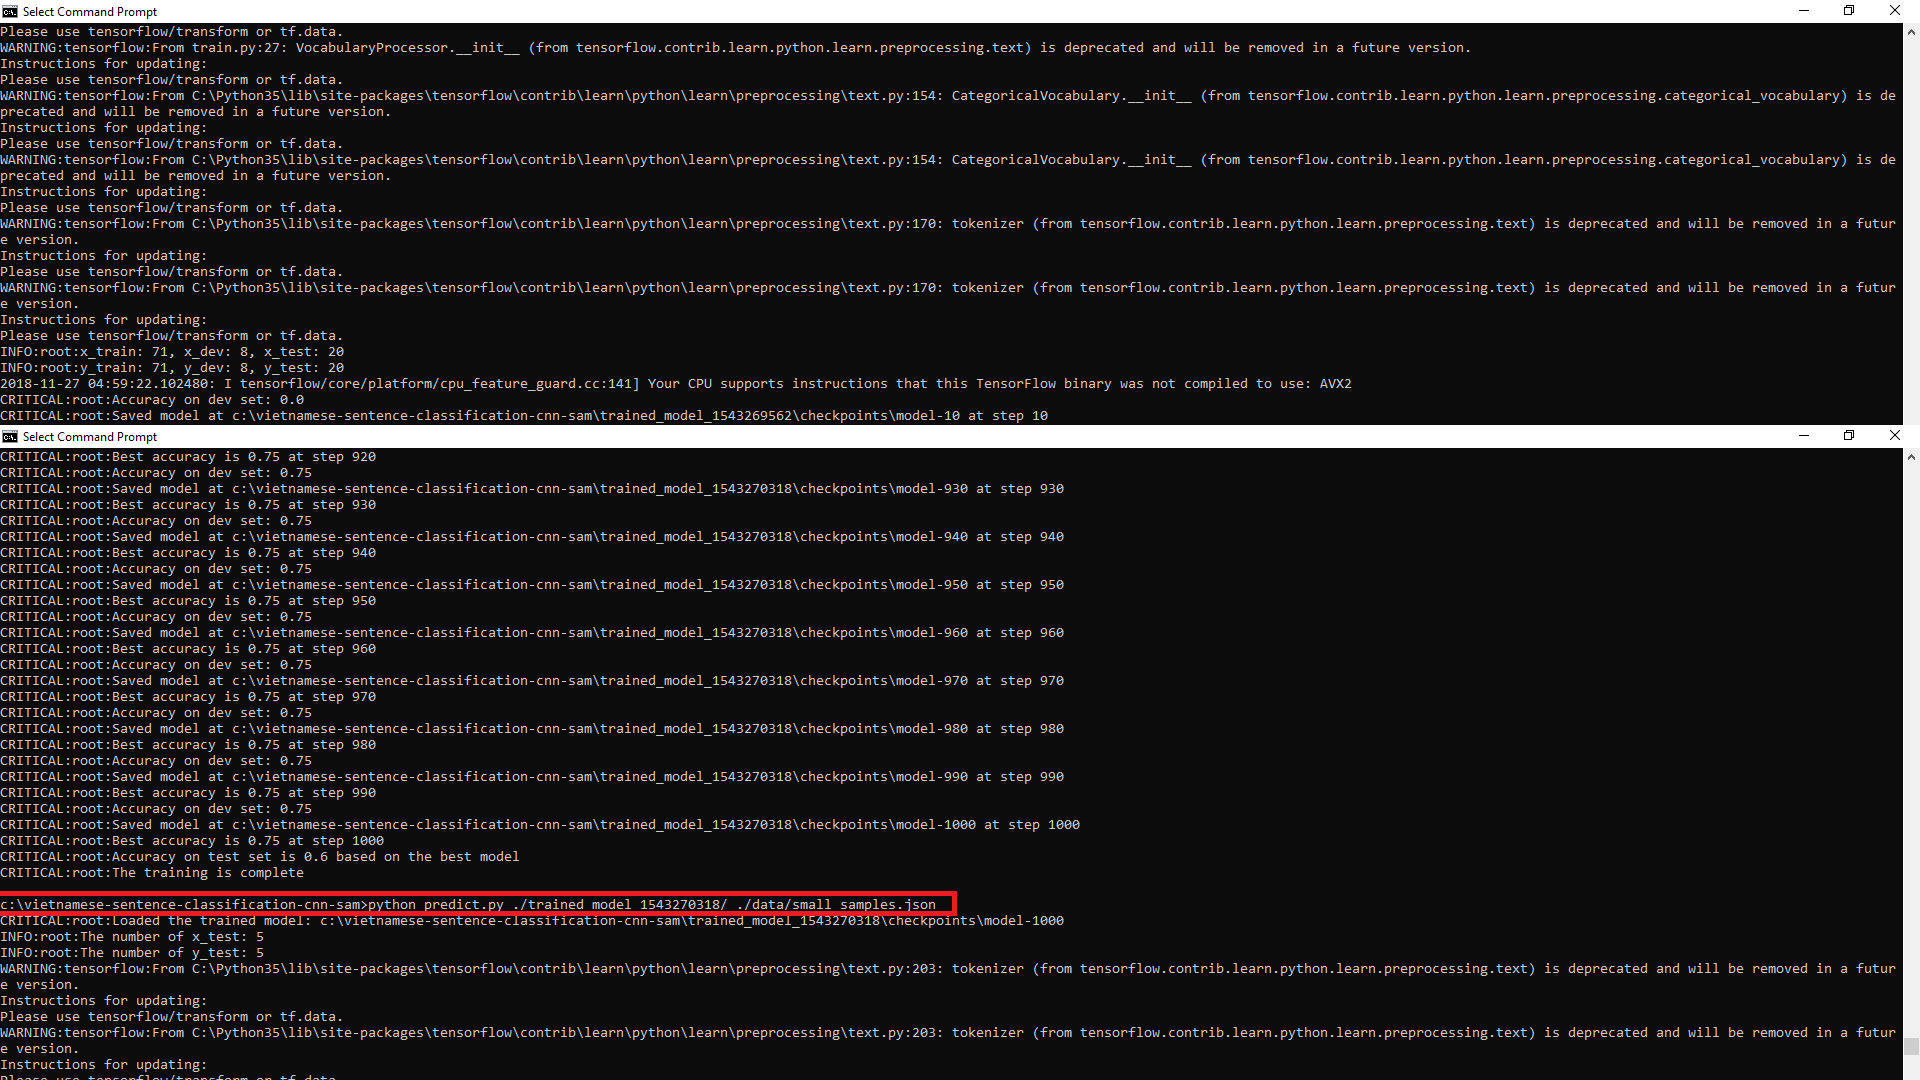 Select Command Prompt
Please use tensorflow/transform or tf.data.
WARNING:tensorflow:From train.py:27: VocabularyProcessor.__init__ (from tensorflow.contrib.learn.python.learn.preprocessing.text) is deprecated and will be removed in a future version.
Instructions for updating:
Please use tensorflow/transform or tf.data.
WARNING:tensorflow:From C:\Python35\lib\site-packages\tensorflow\contrib\learn\python\learn\preprocessing\text.py:154: CategoricalVocabulary.__init__ (from tensorflow.contrib.learn.python.learn.preprocessing.categorical_vocabulary) is de
precated and will be removed in a future version.
Instructions for updating:
Please use tensorflow/transform or tf.data.
WARNING:tensorflow:From C:\Python35\lib\site-packages\tensorflow\contrib\learn\python\learn\preprocessing\text.py:154: CategoricalVocabulary.__init__ (from tensorflow.contrib.learn.python.learn.preprocessing.categorical_vocabulary) is de
precated and will be removed in a future version.
Instructions for updating:
Please use tensorflow/transform or tf.data.
WARNING:tensorflow:From C:\Python35\lib\site-packages\tensorflow\contrib\learn\python\learn\preprocessing\text.py:170: tokenizer (from tensorflow.contrib.learn.python.learn.preprocessing.text) is deprecated and will be removed in a futur
e version.
Instructions for updating:
Please use tensorflow/transform or tf.data.
WARNING:tensorflow:From C:\Python35\lib\site-packages\tensorflow\contrib\learn\python\learn\preprocessing\text.py:170: tokenizer (from tensorflow.contrib.learn.python.learn.preprocessing.text) is deprecated and will be removed in a futur
e version.
Instructions for updating:
Please use tensorflow/transform or tf.data.
INFO:root:x_train: 71, x_dev: 8, x_test: 20
INFO:root:y_train: 71, y_dev: 8, y_test: 20
2018-11-27 04:59:22.102480: I tensorflow/core/platform/cpu_feature_guard.cc:141] Your CPU supports instructions that this TensorFlow binary was not compiled to use: AVX2
CRITICAL:root:Accuracy on dev set: 0.0
CRITICAL:root:Saved model at c:\vietnamese-sentence-classification-cnn-sam\trained_model_1543269562\checkpoints\model-10 at step 10
Select Command Prompt
CRITICAL:root:Best accuracy is 0.75 at step 920
CRITICAL:root:Accuracy on dev set: 0.75
CRITICAL:root:Saved model at c:\vietnamese-sentence-classification-cnn-sam\trained_model_1543270318\checkpoints\model-930 at step 930
CRITICAL:root:Best accuracy is 0.75 at step 930
CRITICAL:root:Accuracy on dev set: 0.75
CRITICAL:root:Saved model at c:\vietnamese-sentence-classification-cnn-sam\trained_model_1543270318\checkpoints\model-940 at step 940
CRITICAL:root:Best accuracy is 0.75 at step 940
CRITICAL:root:Accuracy on dev set: 0.75
CRITICAL:root:Saved model at c:\vietnamese-sentence-classification-cnn-sam\trained_model_1543270318\checkpoints\model-950 at step 950
CRITICAL:root:Best accuracy is 0.75 at step 950
CRITICAL:root:Accuracy on dev set: 0.75
CRITICAL:root:Saved model at c:\vietnamese-sentence-classification-cnn-sam\trained_model_1543270318\checkpoints\model-960 at step 960
CRITICAL:root:Best accuracy is 0.75 at step 960
CRITICAL:root:Accuracy on dev set: 0.75
CRITICAL:root:Saved model at c:\vietnamese-sentence-classification-cnn-sam\trained_model_1543270318\checkpoints\model-970 at step 970
CRITICAL:root:Best accuracy is 0.75 at step 970
CRITICAL:root:Accuracy on dev set: 0.75
CRITICAL:root:Saved model at c:\vietnamese-sentence-classification-cnn-sam\trained_model_1543270318\checkpoints\model-980 at step 980
CRITICAL:root:Best accuracy is 0.75 at step 980
CRITICAL:root:Accuracy on dev set: 0.75
CRITICAL:root:Saved model at c:\vietnamese-sentence-classification-cnn-sam\trained_model_1543270318\checkpoints\model-990 at step 990
CRITICAL:root:Best accuracy is 0.75 at step 990
CRITICAL:root:Accuracy on dev set: 0.75
CRITICAL:root:Saved model at c:\vietnamese-sentence-classification-cnn-sam\trained_model_1543270318\checkpoints\model-1000 at step 1000
CRITICAL:root:Best accuracy is 0.75 at step 1000
CRITICAL:root:Accuracy on test set is 0.6 based on the best model
CRITICAL:root:The training is complete
c:\vietnamese-sentence-classification-cnn-sam>python predict.py ./trained_model_1543270318/ ./data/small_samples.json
CRITICAL:root:Loaded the trained model: c:\vietnamese-sentence-classification-cnn-sam\trained_model_1543270318\checkpoints\model-1000
INFO:root:The number of x_test: 5
INFO:root:The number of y_test: 5
WARNING:tensorflow:From C:\Python35\lib\site-packages\tensorflow\contrib\learn\python\learn\preprocessing\text.py:203: tokenizer (from tensorflow.contrib.learn.python.learn.preprocessing.text) is deprecated and will be removed in a futur
e version.
Instructions for updating:
Please use tensorflow/transform or tf.data.
WARNING:tensorflow:From C:\Python35\lib\site-packages\tensorflow\contrib\learn\python\learn\preprocessing\text.py:203: tokenizer (from tensorflow.contrib.learn.python.learn.preprocessing.text) is deprecated and will be removed in a futur
e version.
Instructions for updating:
Please use tensorflow/transform or tf.data.